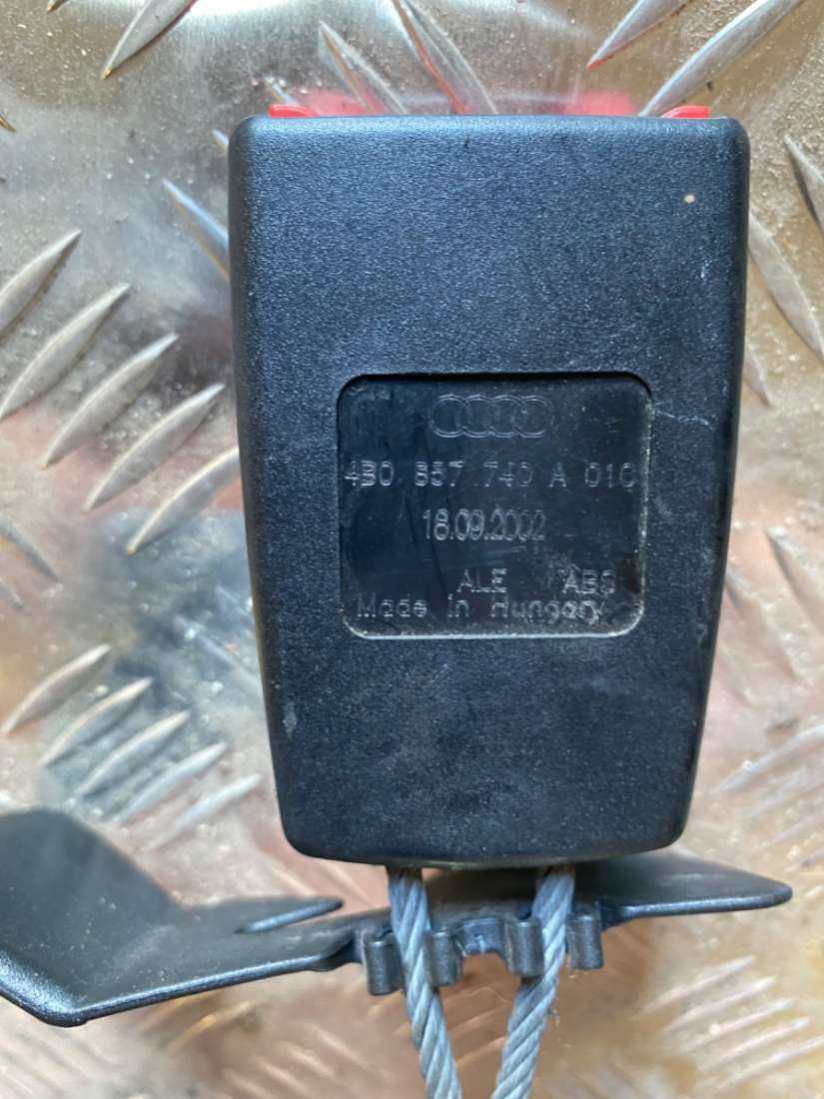 4B0 857 740 A 01C
18.09.2002
ALE ABS
Made in Hungary